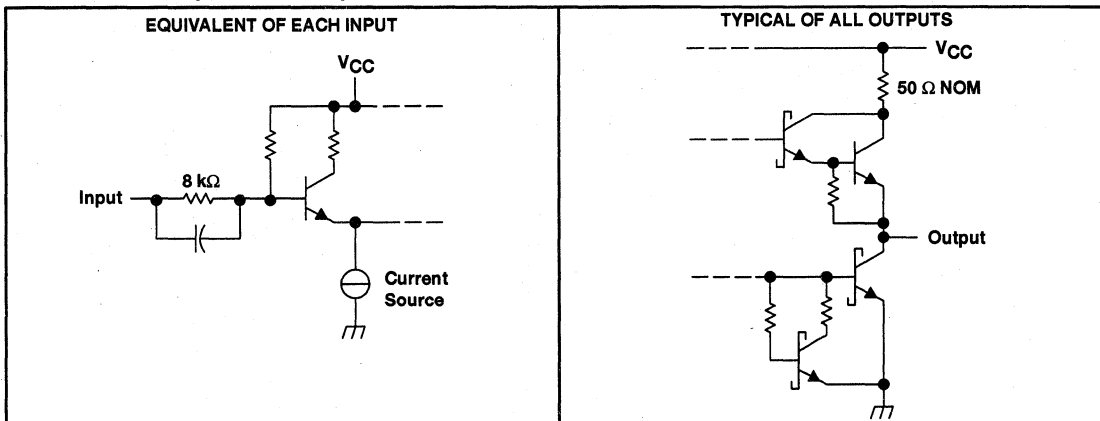 EQUIVALENT OF EACH INPUT
VCC
8 kΩ
Input
Current
Source
TYPICAL OF ALL OUTPUTS
VCC
50 Ω NOM
Output